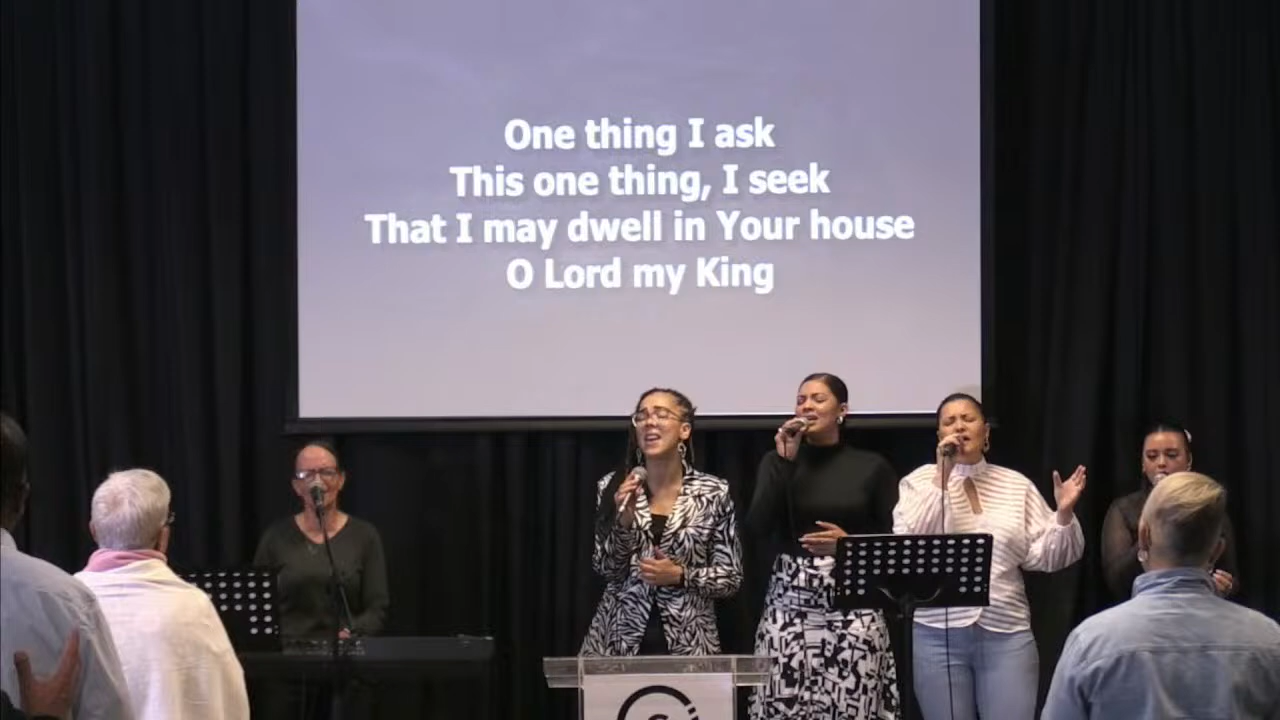 One thing I ask
This one thing, I seek
That I may dwell in Your house
O Lord my King